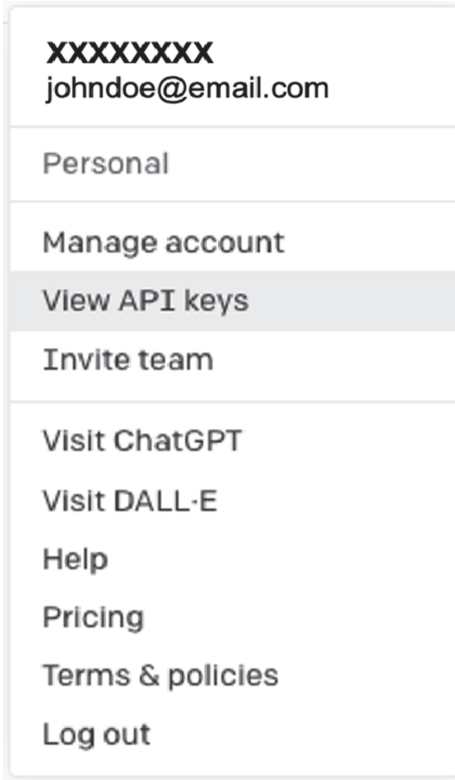 XXXXXXXX
johndoe@email.com
Personal
Manage account
View API keys
Invite team
Visit ChatGPT
Visit DALL·E
Help
Pricing
Terms & policies
Log out